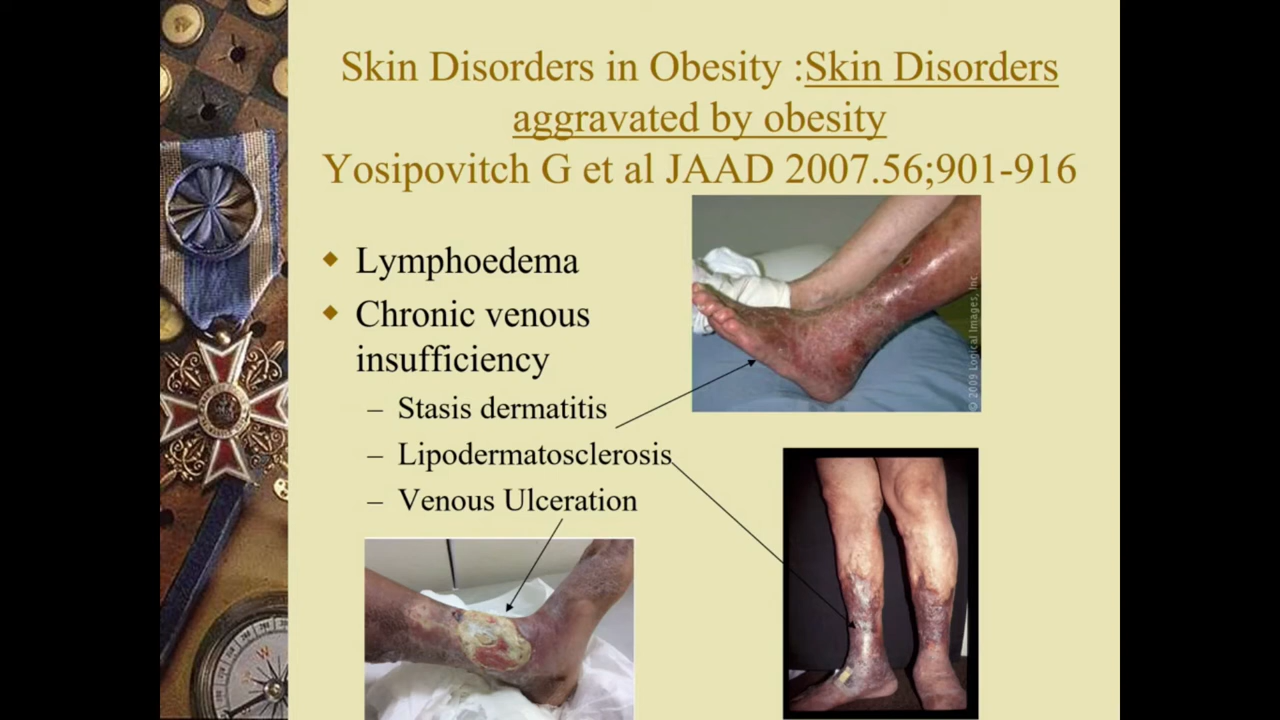 Skin Disorders in Obesity :Skin Disorders
aggravated by obesity
Yosipovitch G et al JAAD 2007.56;901-916
Lymphoedema
Chronic venous
insufficiency
– Stasis dermatitis
– Lipodermatosclerosis
– Venous Ulceration
© 2009 Logical Images, Inc